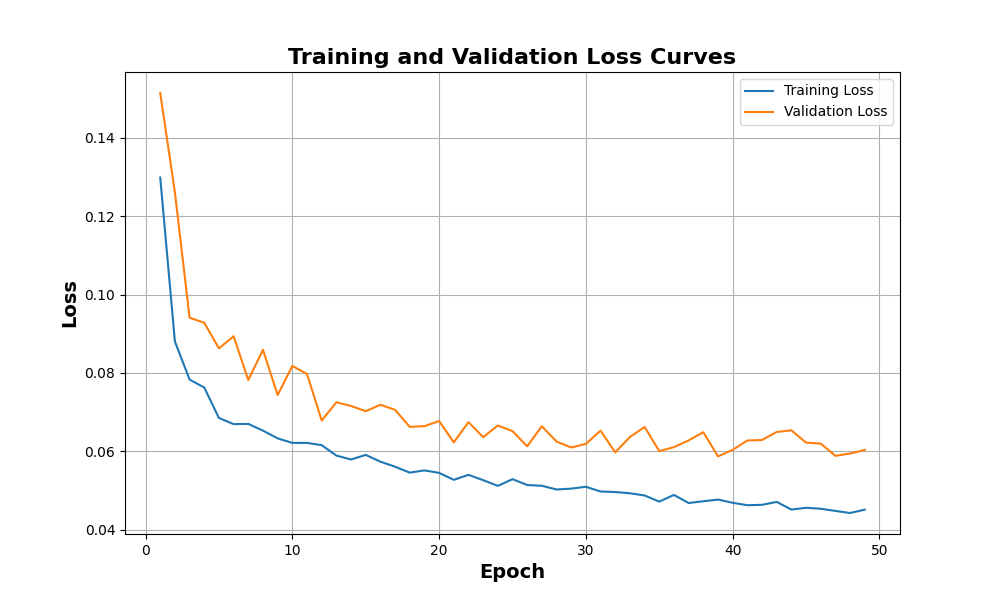 Training and Validation Loss Curves
Training Loss
Validation Loss
0.14
0.12
0.10
0.08
0.06
0.04
Loss
0 10 20 30 40 50
Epoch